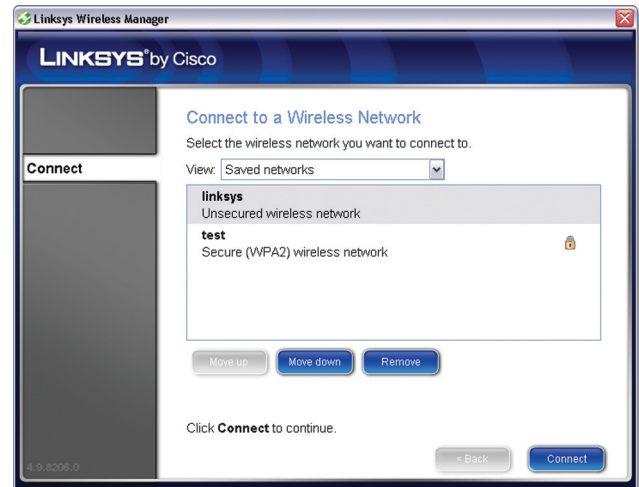 Linksys Wireless Manager
LINKSYS® by Cisco
Connect to a Wireless Network
Select the wireless network you want to connect to.
Connect
View: Saved networks
linksys
Unsecured wireless network
test
Secure (WPA2) wireless network
Move up Move down Remove
Click Connect to continue.
4.9.8206.0
< Back Connect